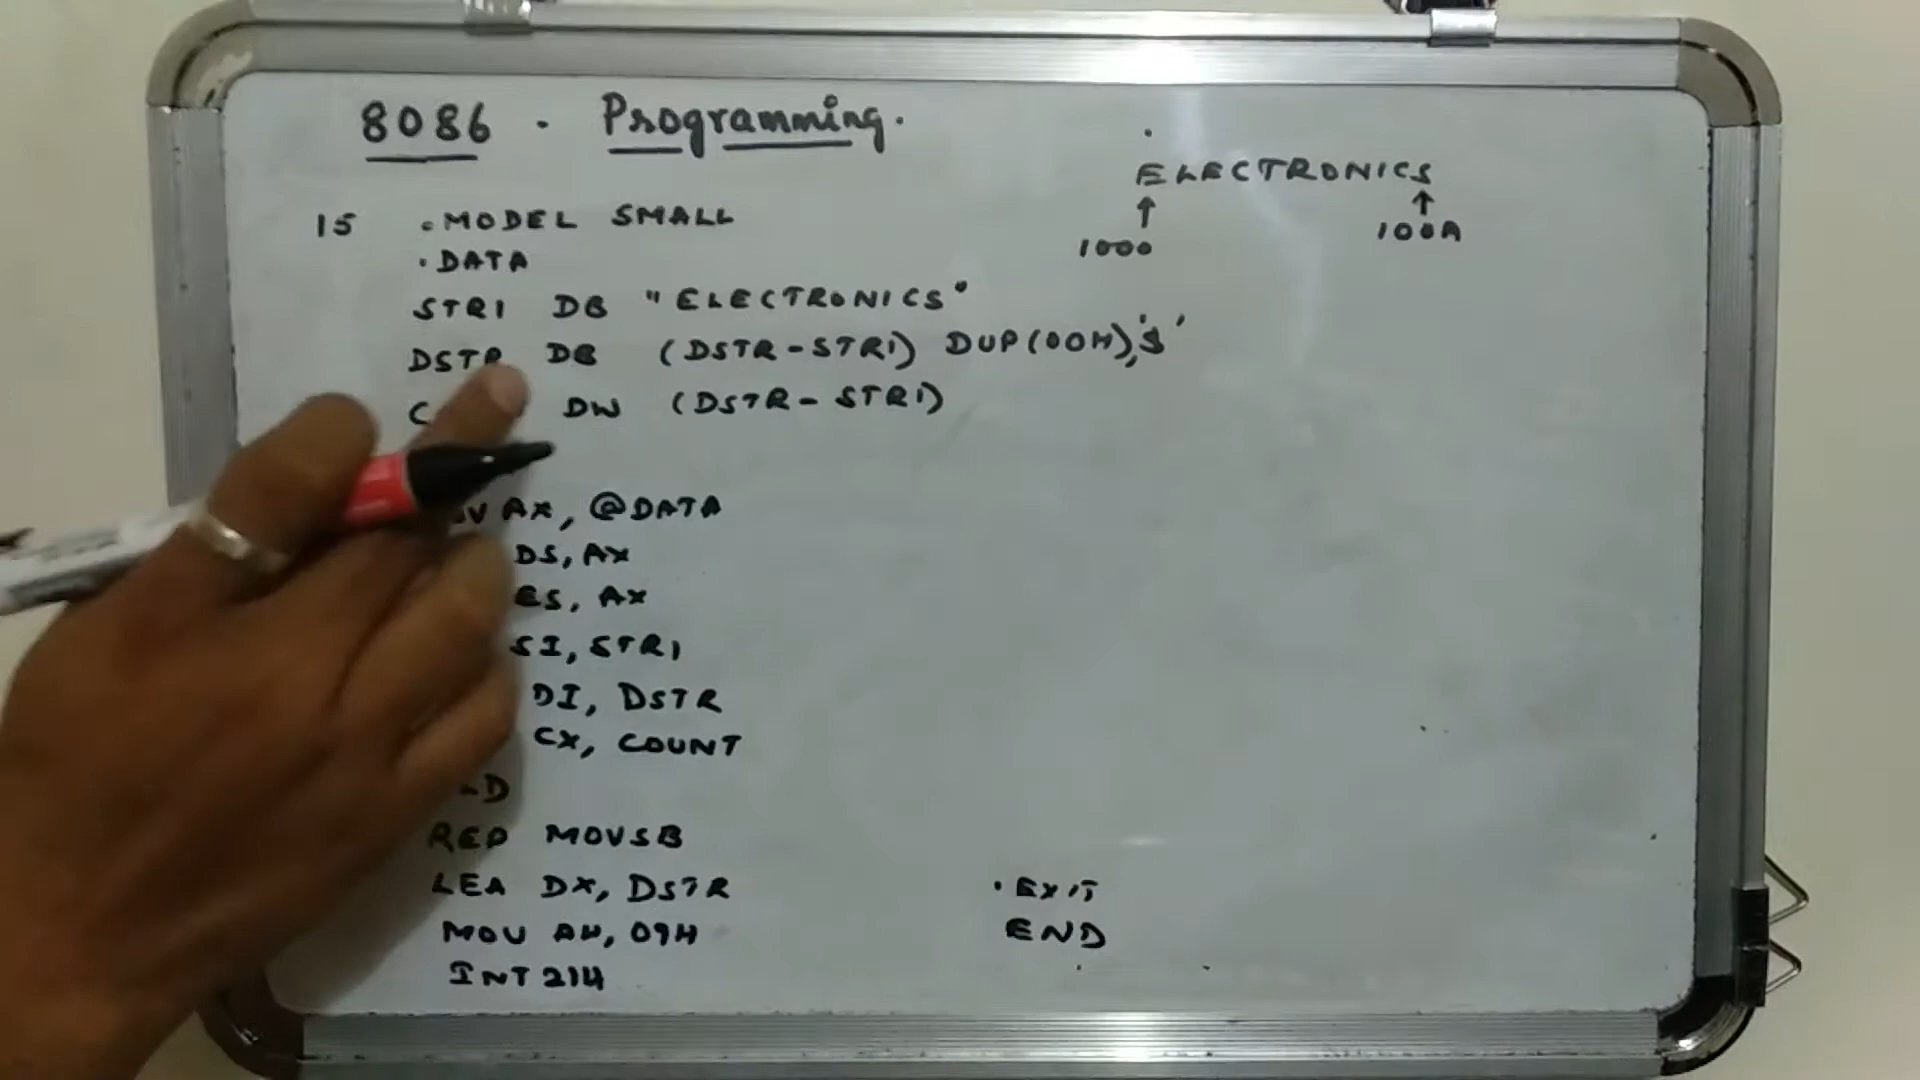 8086 . Programming.
ELECTRONICS
1000
100A
15 .MODEL SMALL
.DATA
STR1 DB "ELECTRONICS"
DSTR DB (DSTR-STR1) DUP(00H),'$'
DW (DSTR-STR1)
AX, @DATA
DS, AX
ES, AX
SI, STR1
DI, DSTR
CX, COUNT
REP MOVSB
LEA DX, DSTR
MOV AH, 09H
INT 21H
.EXIT
END